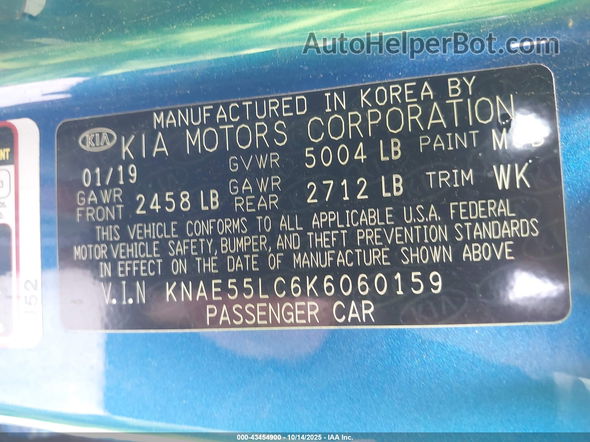 AutoHelperBot.com
MANUFACTURED IN KOREA BY
KIA KIA MOTORS CORPORATION
01/19 GVWR 5004 LB PAINT
GAWR FRONT 2458 LB GAWR REAR 2712 LB TRIM WK
THIS VEHICLE CONFORMS TO ALL APPLICABLE U.S.A. FEDERAL
MOTOR VEHICLE SAFETY, BUMPER, AND THEFT PREVENTION STANDARDS
IN EFFECT ON THE DATE OF MANUFACTURE SHOWN ABOVE
V.I.N KNAE55LC6K6060159
PASSENGER CAR
152
000-43454900 - 10/14/2025 - IAA Inc.